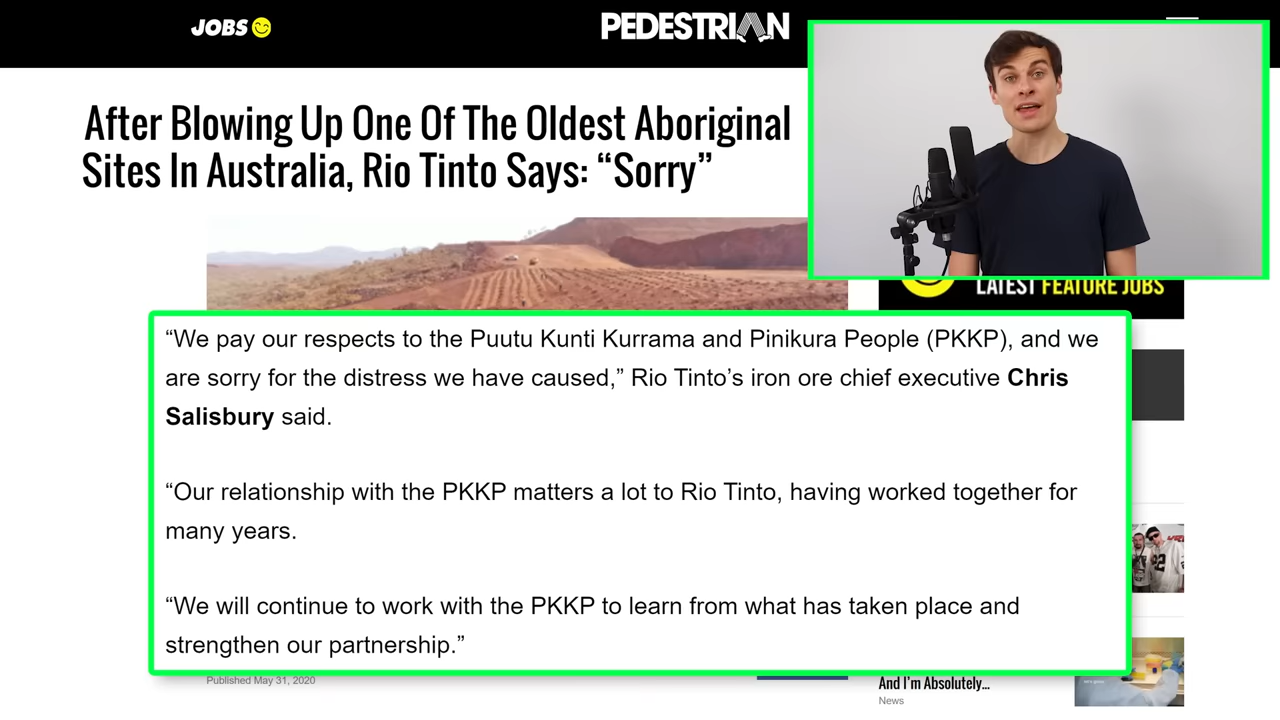 JOBS
PEDESTRIAN
After Blowing Up One Of The Oldest Aboriginal
Sites In Australia, Rio Tinto Says: “Sorry”
LATEST FEATURE JOBS
“We pay our respects to the Puutu Kunti Kurrama and Pinikura People (PKKP), and we
are sorry for the distress we have caused,” Rio Tinto’s iron ore chief executive Chris
Salisbury said.
“Our relationship with the PKKP matters a lot to Rio Tinto, having worked together for
many years.
“We will continue to work with the PKKP to learn from what has taken place and
strengthen our partnership.”
Published May 31, 2020
And I’m Absolutely...
News